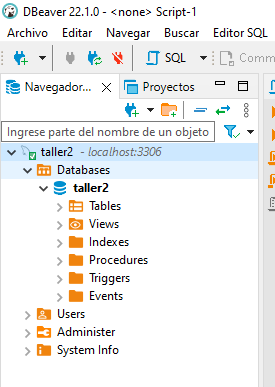 DBeaver 22.1.0 - <none> Script-1
Archivo Editar Navegar Buscar Editor SQL
SQL Comm
Navegador... Proyectos
Ingrese parte del nombre de un objeto
taller2 - localhost:3306
Databases
taller2
Tables
Views
Indexes
Procedures
Triggers
Events
Users
Administer
System Info